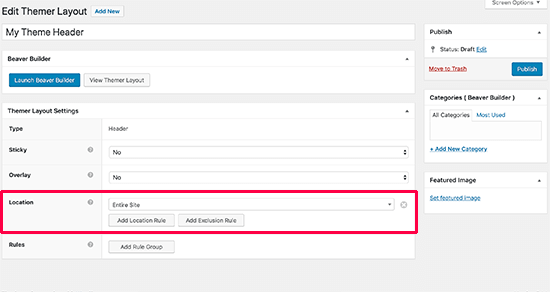 Screen Options
Edit Themer Layout Add New
My Theme Header
Beaver Builder
Launch Beaver Builder View Themer Layout
Themer Layout Settings
Type Header
Sticky No
Overlay No
Location Entire Site
Add Location Rule Add Exclusion Rule
Rules Add Rule Group
Publish
Status: Draft Edit
Move to Trash Publish
Categories ( Beaver Builder )
All Categories Most Used
+ Add New Category
Featured Image
Set featured image